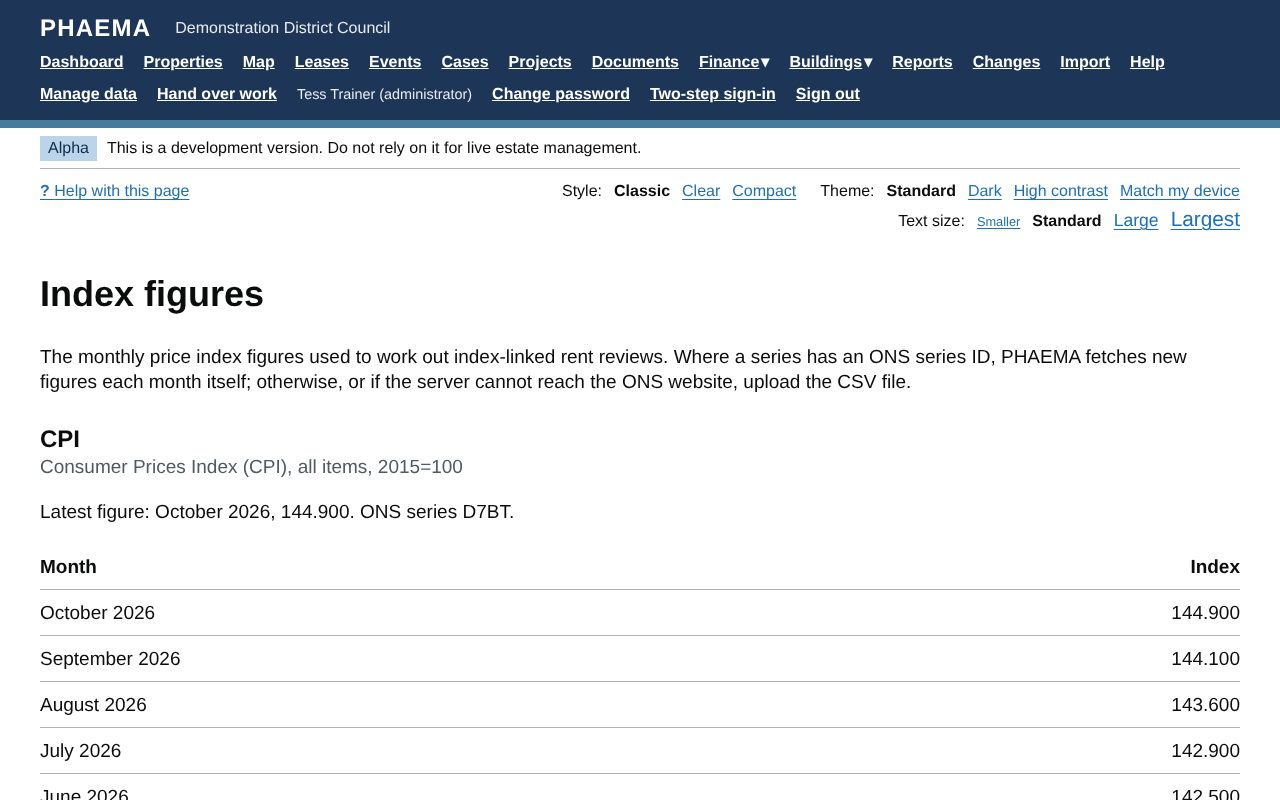 PHAEMA Demonstration District Council
Dashboard Properties Map Leases Events Cases Projects Documents Finance▾ Buildings▾ Reports Changes Import Help
Manage data Hand over work Tess Trainer (administrator) Change password Two-step sign-in Sign out
Alpha This is a development version. Do not rely on it for live estate management.
? Help with this page Style: Classic Clear Compact Theme: Standard Dark High contrast Match my device
Text size: Smaller Standard Large Largest
Index figures
The monthly price index figures used to work out index-linked rent reviews. Where a series has an ONS series ID, PHAEMA fetches new
figures each month itself; otherwise, or if the server cannot reach the ONS website, upload the CSV file.
CPI
Consumer Prices Index (CPI), all items, 2015=100
Latest figure: October 2026, 144.900. ONS series D7BT.
Month Index
October 2026 144.900
September 2026 144.100
August 2026 143.600
July 2026 142.900
June 2026 142.500